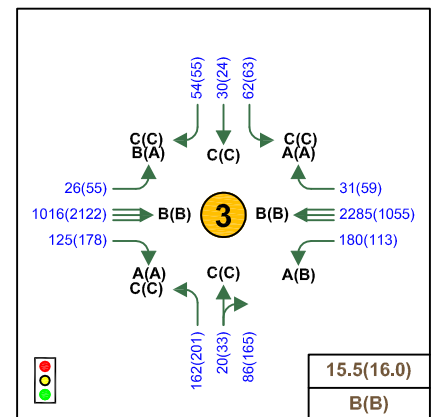 54(55)
30(24)
62(63)
C(C)
B(A)
C(C)
C(C)
A(A)
26(55)
31(59)
1016(2122)
B(B)
3
B(B)
2285(1055)
125(178)
180(113)
A(A)
C(C)
C(C)
A(B)
162(201)
20(33)
86(165)
15.5(16.0)
B(B)